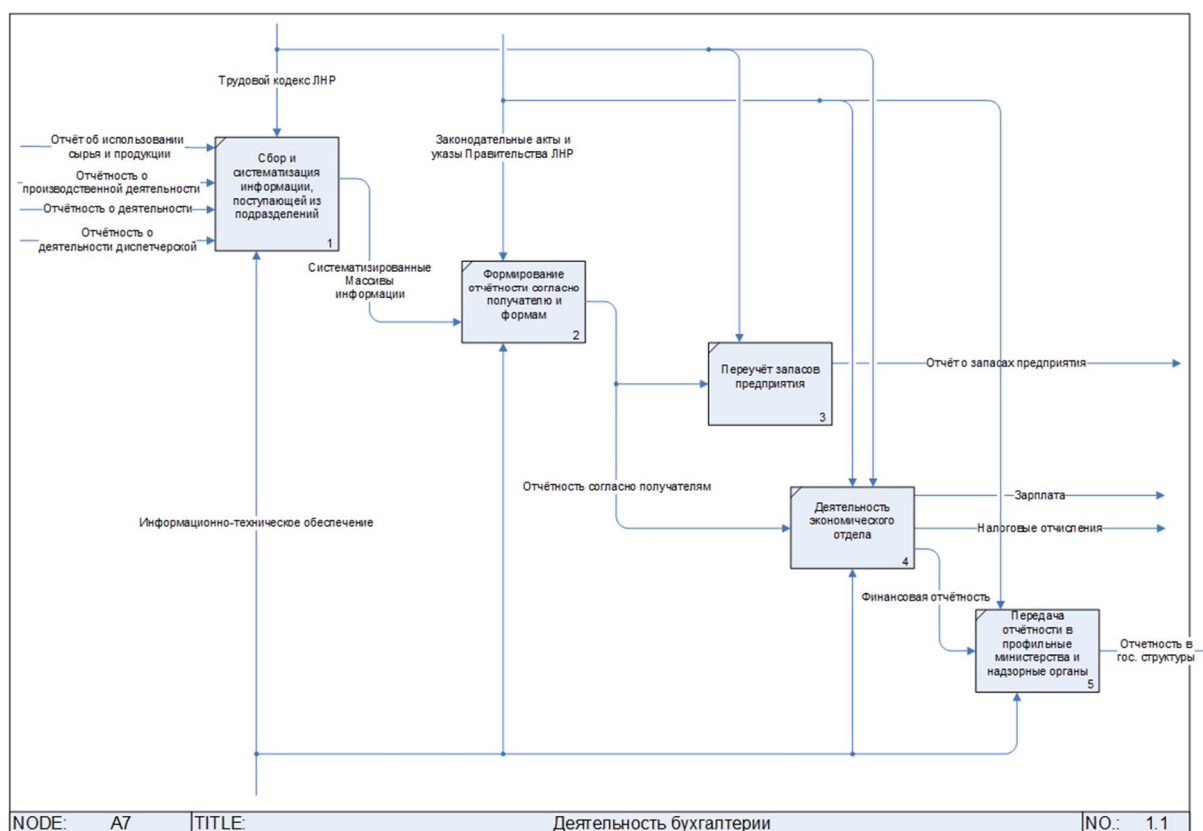 Трудовой кодекс ЛНР
Законодательные акты и
указы Правительства ЛНР
Отчёт об использовании
сырья и продукции
Отчётность о
производственной деятельности
Отчётность о деятельности
Отчётность о
деятельности диспетчерской
Сбор и
систематизация
информации,
поступающей из
подразделений
1
Систематизированные
Массивы
информации
Формирование
отчётности согласно
получателю и
формам
2
Переучёт запасов
предприятия
3
Отчёт о запасах предприятия
Отчётность согласно получателям
Информационно-техническое обеспечение
Деятельность
экономического
отдела
4
Зарплата
Налоговые отчисления
Финансовая отчётность
Передача
отчётности в
профильные
министерства и
надзорные органы
5
Отчетность в
гос. структуры
NODE: A7 TITLE: Деятельность бухгалтерии NO.: 1.1